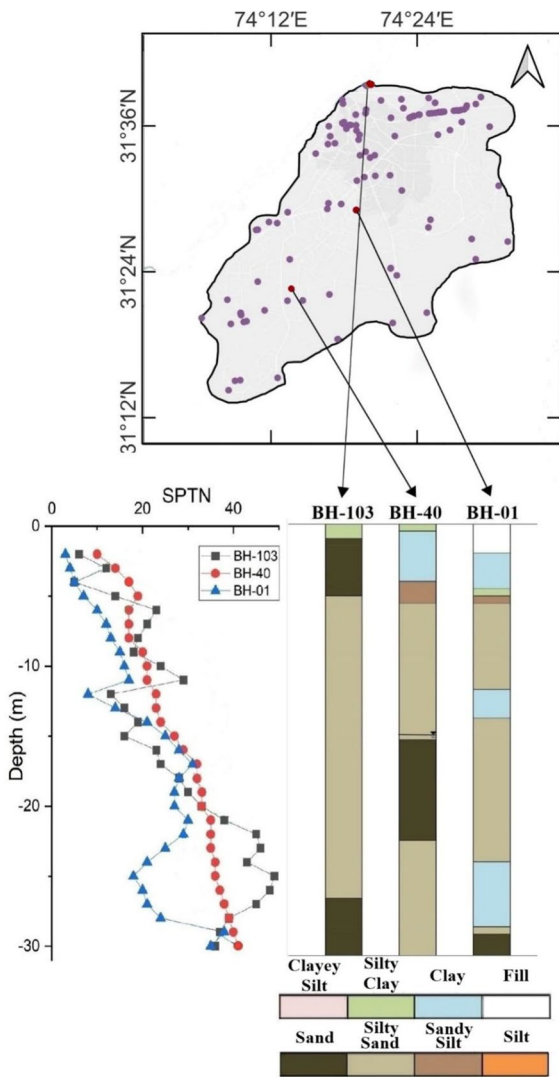 74°12′E 74°24′E
31°36′N
31°24′N
31°12′N
SPTN
0 20 40
0
-10
-20
-30
Depth (m)
BH-103
BH-40
BH-01
BH-103 BH-40 BH-01
Clayey Silt
Silty Clay
Clay
Fill
Sand
Silty Sand
Sandy Silt
Silt